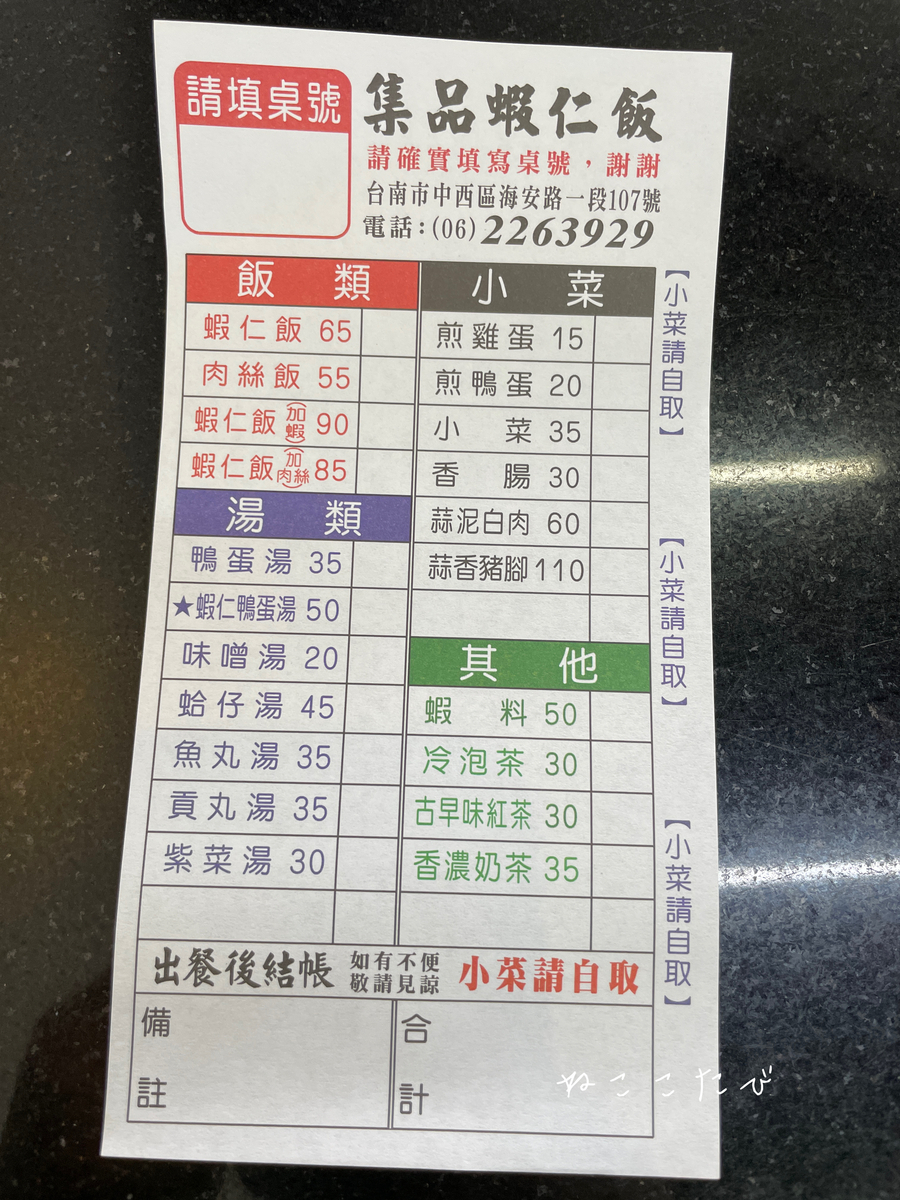 請填桌號
集品蝦仁飯
請確實填寫桌號，謝謝
台南市中西區海安路一段107號
電話：(06)2263929
飯類
蝦仁飯 65
肉絲飯 55
蝦仁飯(加蝦) 90
蝦仁飯(加肉絲) 85
湯類
鴨蛋湯 35
★蝦仁鴨蛋湯 50
味噌湯 20
蛤仔湯 45
魚丸湯 35
貢丸湯 35
紫菜湯 30
小菜
煎雞蛋 15
煎鴨蛋 20
小菜 35
香腸 30
蒜泥白肉 60
蒜香豬腳 110
其他
蝦料 50
冷泡茶 30
古早味紅茶 30
香濃奶茶 35
【小菜請自取】
【小菜請自取】
【小菜請自取】
出餐後結帳 如有不便敬請見諒 小菜請自取
備註
合計
ねここたび